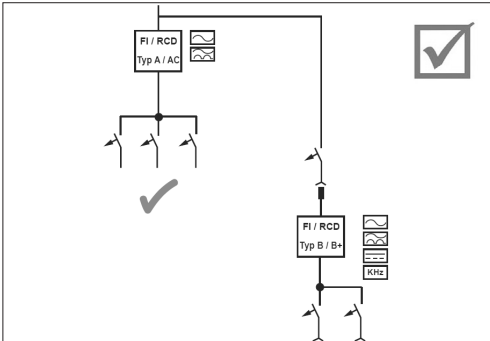 FI / RCD
Typ A / AC
FI / RCD
Typ B / B+
KHz